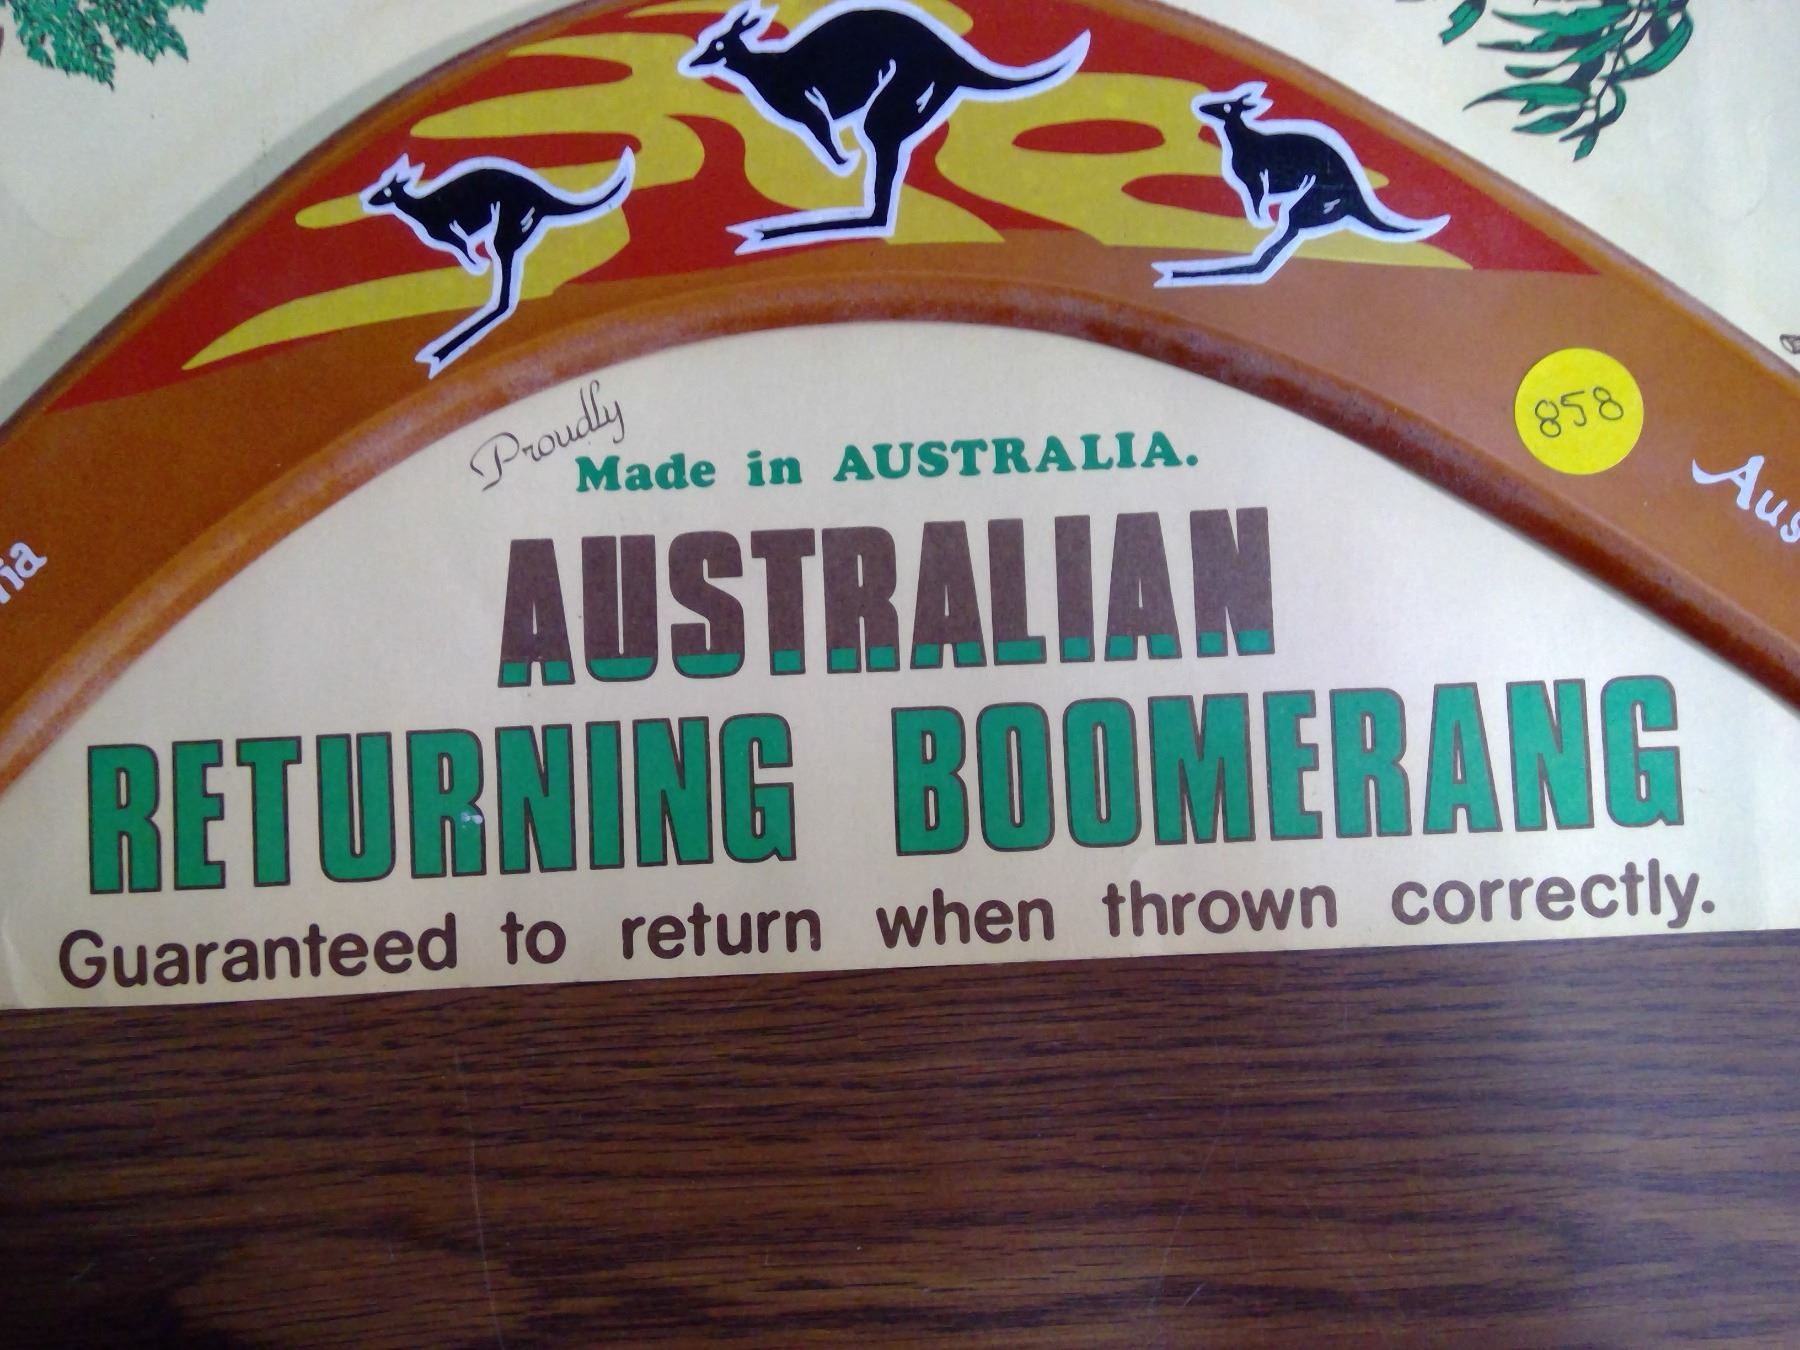 858
Proudly
Made in AUSTRALIA.
AUSTRALIAN
RETURNING BOOMERANG
Guaranteed to return when thrown correctly.